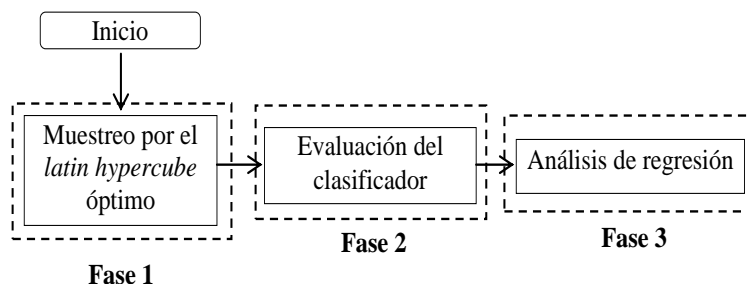 Inicio
Muestreo por el
latin hypercube
óptimo
Evaluación del
clasificador
Análisis de regresión
Fase 1
Fase 2
Fase 3